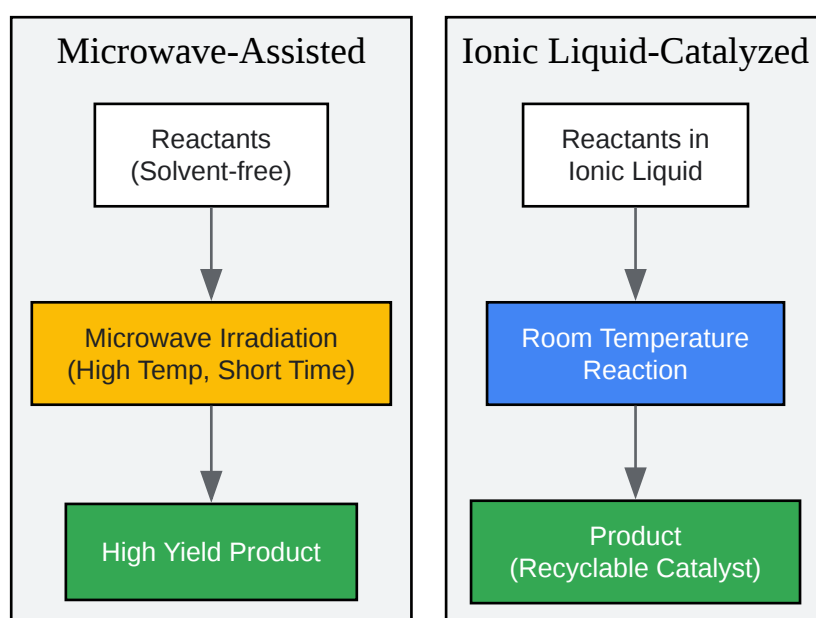 Microwave-Assisted
Reactants
(Solvent-free)
Microwave Irradiation
(High Temp, Short Time)
High Yield Product
Ionic Liquid-Catalyzed
Reactants in
Ionic Liquid
Room Temperature
Reaction
Product
(Recyclable Catalyst)